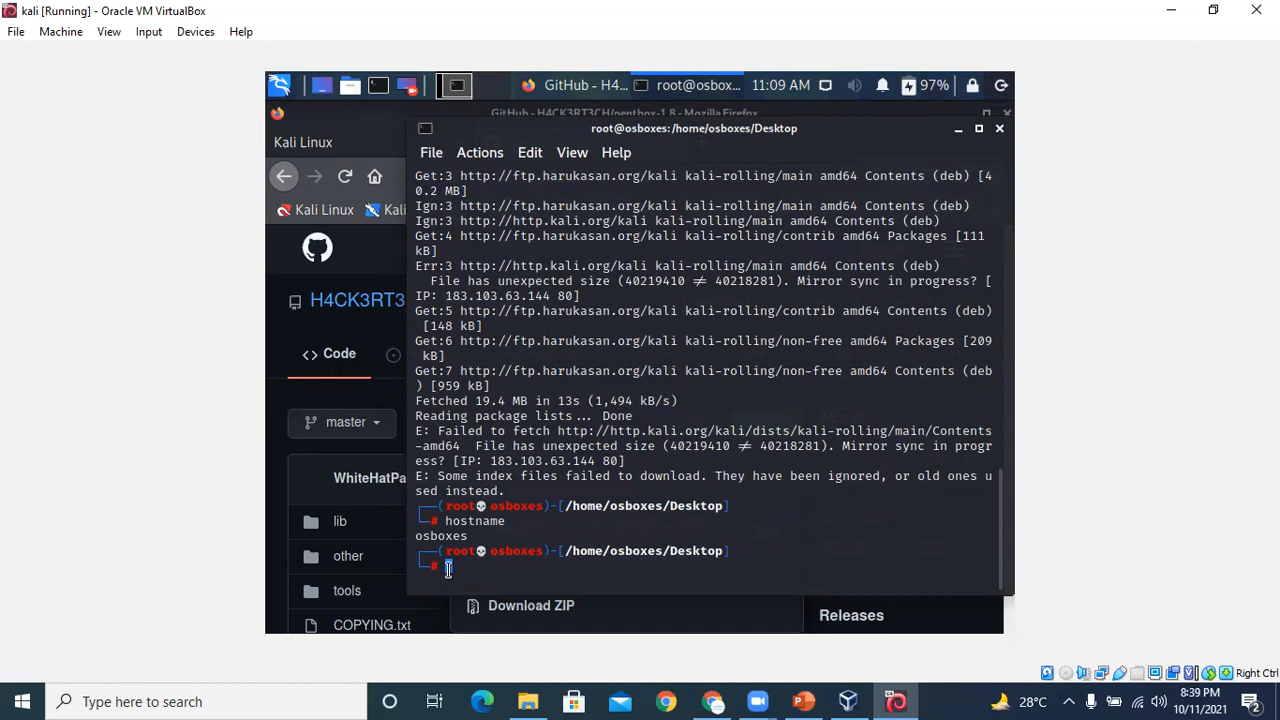 kali [Running] - Oracle VM VirtualBox
File Machine View Input Devices Help
GitHub - H4... root@osbox... 11:09 AM 97%
GitHub - H4CK3RT3CH/pentbox-1.8 - Mozilla Firefox
root@osboxes:/home/osboxes/Desktop
Kali Linux
File Actions Edit View Help
Kali Linux Kali
H4CK3RT3
Code
master
WhiteHatPa
lib
other
tools
COPYING.txt
Get:3 http://ftp.harukasan.org/kali kali-rolling/main amd64 Contents (deb) [4
0.2 MB]
Ign:3 http://ftp.harukasan.org/kali kali-rolling/main amd64 Contents (deb)
Ign:3 http://http.kali.org/kali kali-rolling/main amd64 Contents (deb)
Get:4 http://ftp.harukasan.org/kali kali-rolling/contrib amd64 Packages [111
kB]
Err:3 http://http.kali.org/kali kali-rolling/main amd64 Contents (deb)
File has unexpected size (40219410 ≠ 40218281). Mirror sync in progress? [
IP: 183.103.63.144 80]
Get:5 http://ftp.harukasan.org/kali kali-rolling/contrib amd64 Contents (deb)
[148 kB]
Get:6 http://ftp.harukasan.org/kali kali-rolling/non-free amd64 Packages [209
kB]
Get:7 http://ftp.harukasan.org/kali kali-rolling/non-free amd64 Contents (deb
) [959 kB]
Fetched 19.4 MB in 13s (1,494 kB/s)
Reading package lists... Done
E: Failed to fetch http://http.kali.org/kali/dists/kali-rolling/main/Contents
-amd64 File has unexpected size (40219410 ≠ 40218281). Mirror sync in progr
ess? [IP: 183.103.63.144 80]
E: Some index files failed to download. They have been ignored, or old ones u
sed instead.
┌──(root💀osboxes)-[/home/osboxes/Desktop]
└─# hostname
osboxes
┌──(root💀osboxes)-[/home/osboxes/Desktop]
└─#
Download ZIP
Releases
Right Ctrl
Type here to search
28°C
8:39 PM
10/11/2021
2